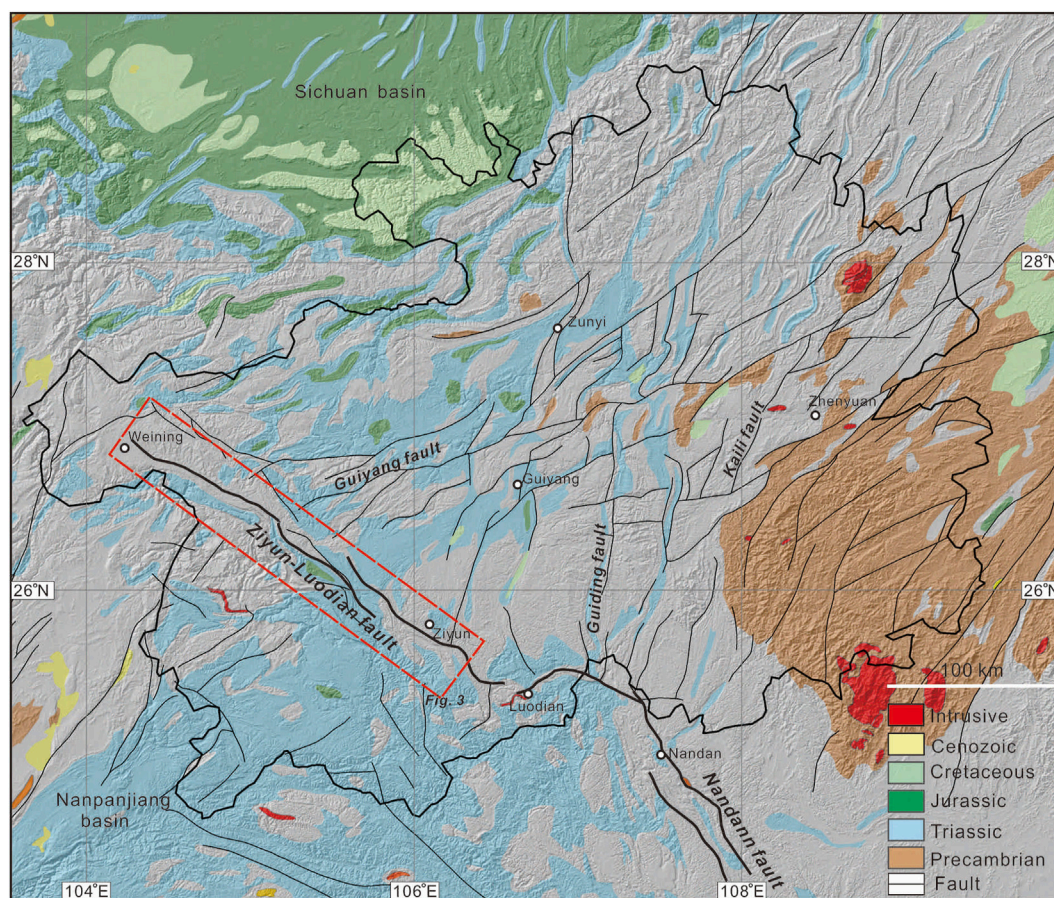 Sichuan basin
28°N
28°N
Zunyi
Zhenyuan
Weining
Guiyang fault
Kaili fault
Guiyang
Ziyun-Luodian fault
Guiding fault
26°N
26°N
Ziyun
Fig. 3
Luodian
100 km
Nandan
Nandann fault
Nanpanjiang
basin
Intrusive
Cenozoic
Cretaceous
Jurassic
Triassic
Precambrian
Fault
104°E
106°E
108°E